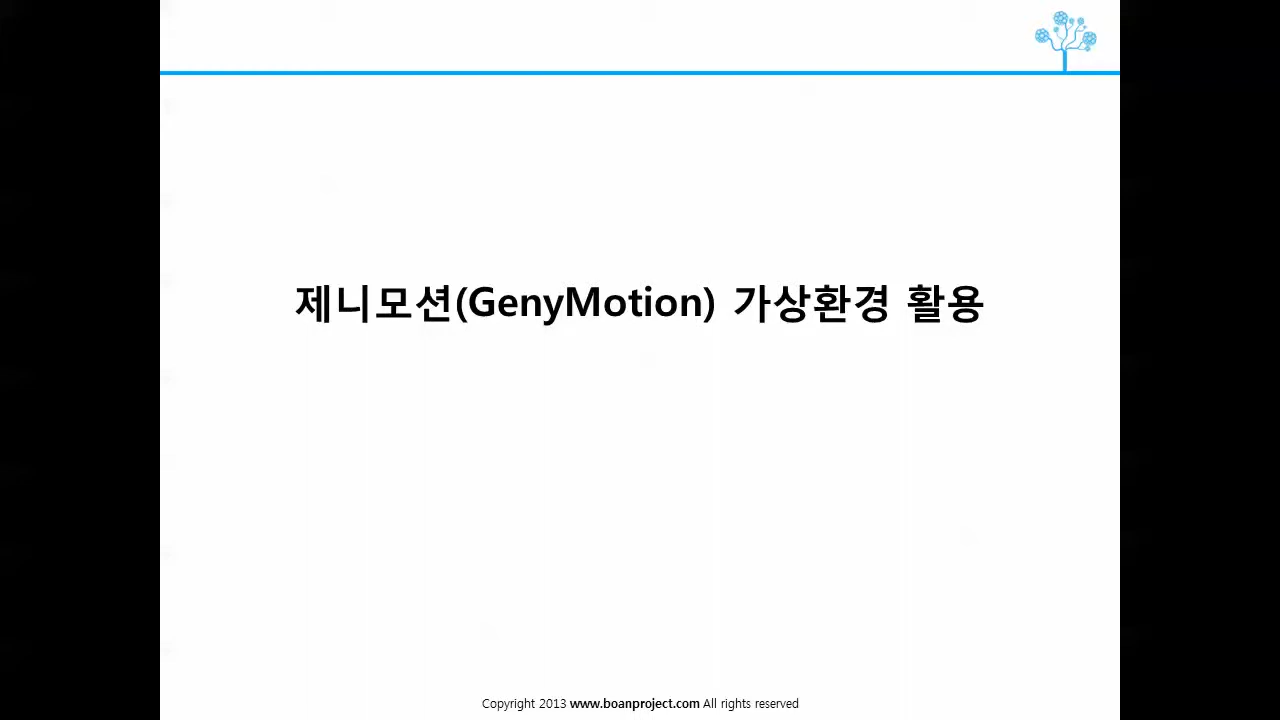 제니모션(GenyMotion) 가상환경 활용
Copyright 2013 www.boanproject.com All rights reserved